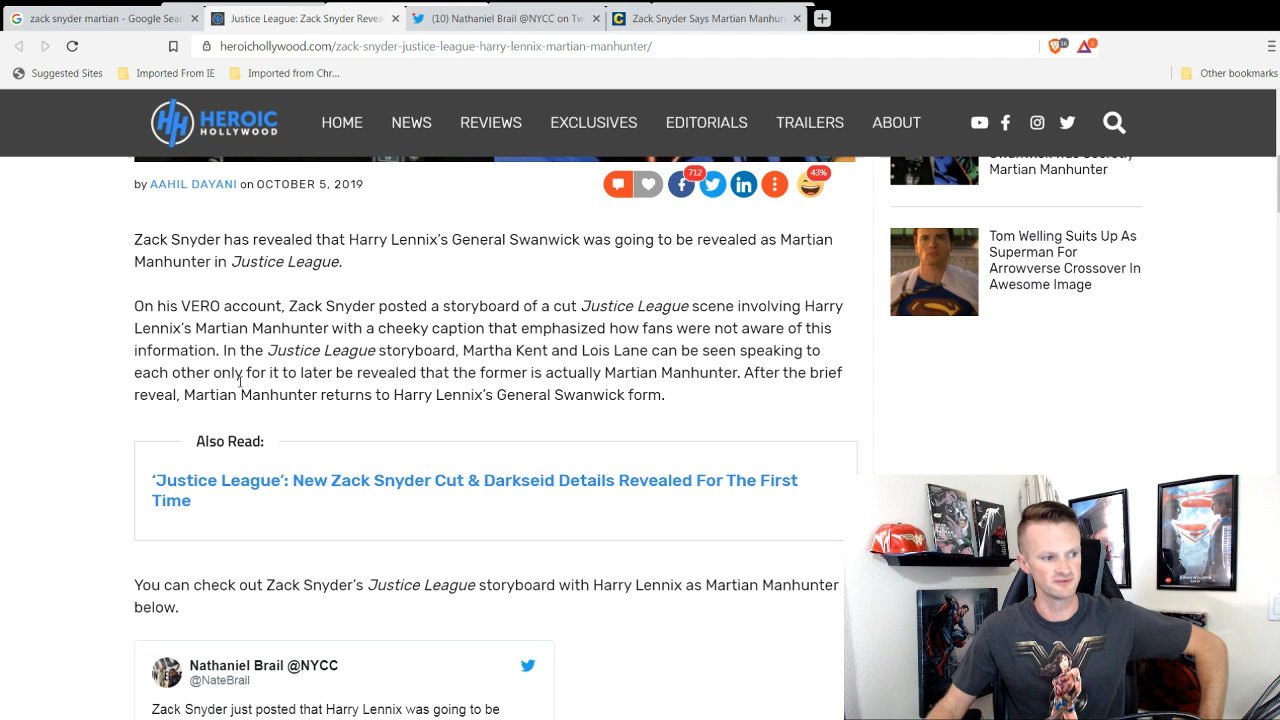 zack snyder martian - Google Sear
Justice League: Zack Snyder Revea
(10) Nathaniel Brail @NYCC on Tw
Zack Snyder Says Martian Manhun
heroichollywood.com/zack-snyder-justice-league-harry-lennix-martian-manhunter/
16
Suggested Sites
Imported From IE
Imported from Chr...
Other bookmarks
HEROIC
HOLLYWOOD
HOME
NEWS
REVIEWS
EXCLUSIVES
EDITORIALS
TRAILERS
ABOUT
by AAHIL DAYANI on OCTOBER 5, 2019
712
43%
Zack Snyder has revealed that Harry Lennix's General Swanwick was going to be revealed as Martian
Manhunter in Justice League.
On his VERO account, Zack Snyder posted a storyboard of a cut Justice League scene involving Harry
Lennix's Martian Manhunter with a cheeky caption that emphasized how fans were not aware of this
information. In the Justice League storyboard, Martha Kent and Lois Lane can be seen speaking to
each other only for it to later be revealed that the former is actually Martian Manhunter. After the brief
reveal, Martian Manhunter returns to Harry Lennix's General Swanwick form.
Also Read:
'Justice League': New Zack Snyder Cut & Darkseid Details Revealed For The First
Time
You can check out Zack Snyder's Justice League storyboard with Harry Lennix as Martian Manhunter
below.
Nathaniel Brail @NYCC
@NateBrail
Zack Snyder just posted that Harry Lennix was going to be
Swanwick Was Secretly
Martian Manhunter
Tom Welling Suits Up As
Superman For
Arrowverse Crossover In
Awesome Image